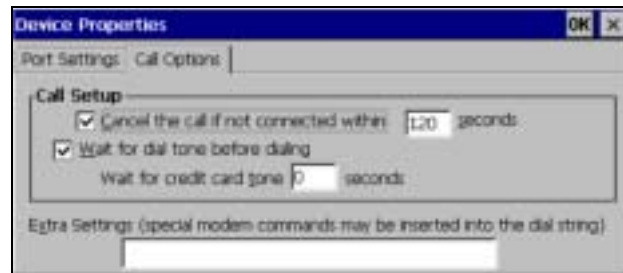 Device Properties OK ×
Port Settings Call Options
Call Setup
Cancel the call if not connected within 120 seconds
Wait for dial tone before dialing
Wait for credit card tone 0 seconds
Extra Settings (special modem commands may be inserted into the dial string)